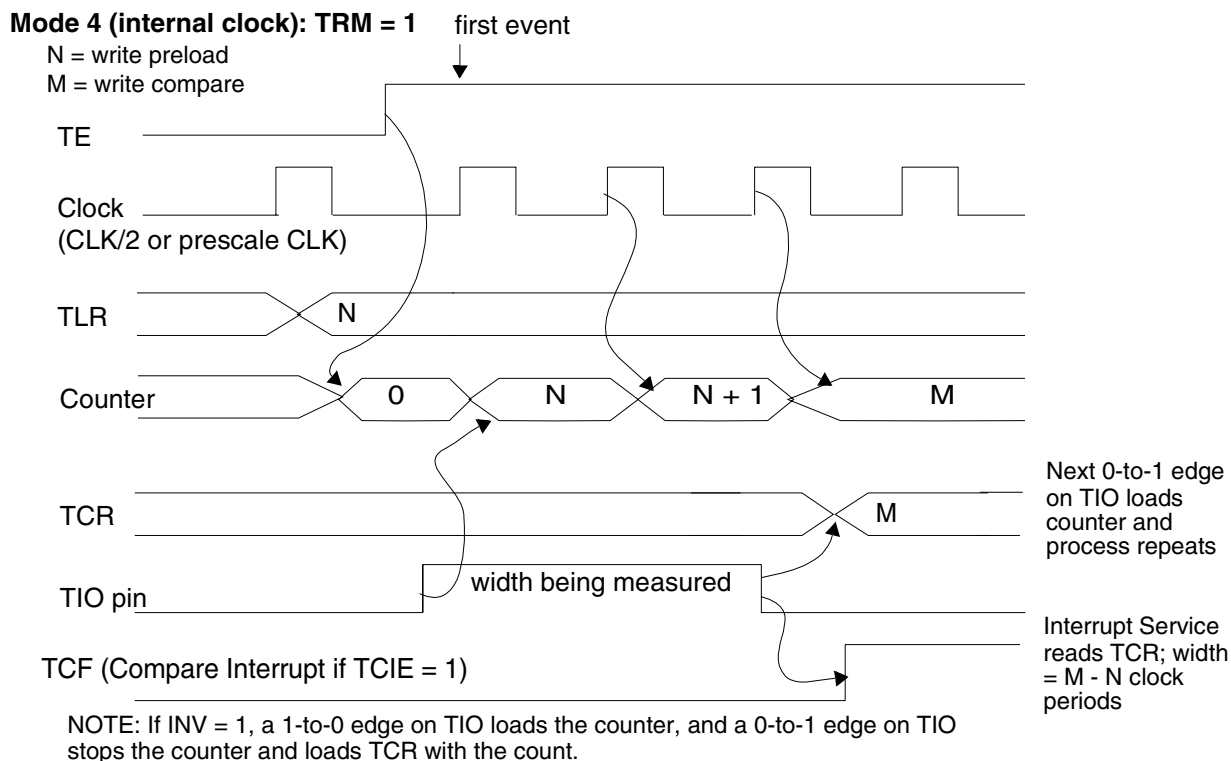 Mode 4 (internal clock): TRM = 1
first event
N = write preload
M = write compare
TE
Clock
(CLK/2 or prescale CLK)
TLR
N
Counter
0
N
N + 1
M
TCR
M
Next 0-to-1 edge
on TIO loads
counter and
process repeats
TIO pin
width being measured
TCF (Compare Interrupt if TCIE = 1)
Interrupt Service
reads TCR; width
= M - N clock
periods
NOTE: If INV = 1, a 1-to-0 edge on TIO loads the counter, and a 0-to-1 edge on TIO
stops the counter and loads TCR with the count.